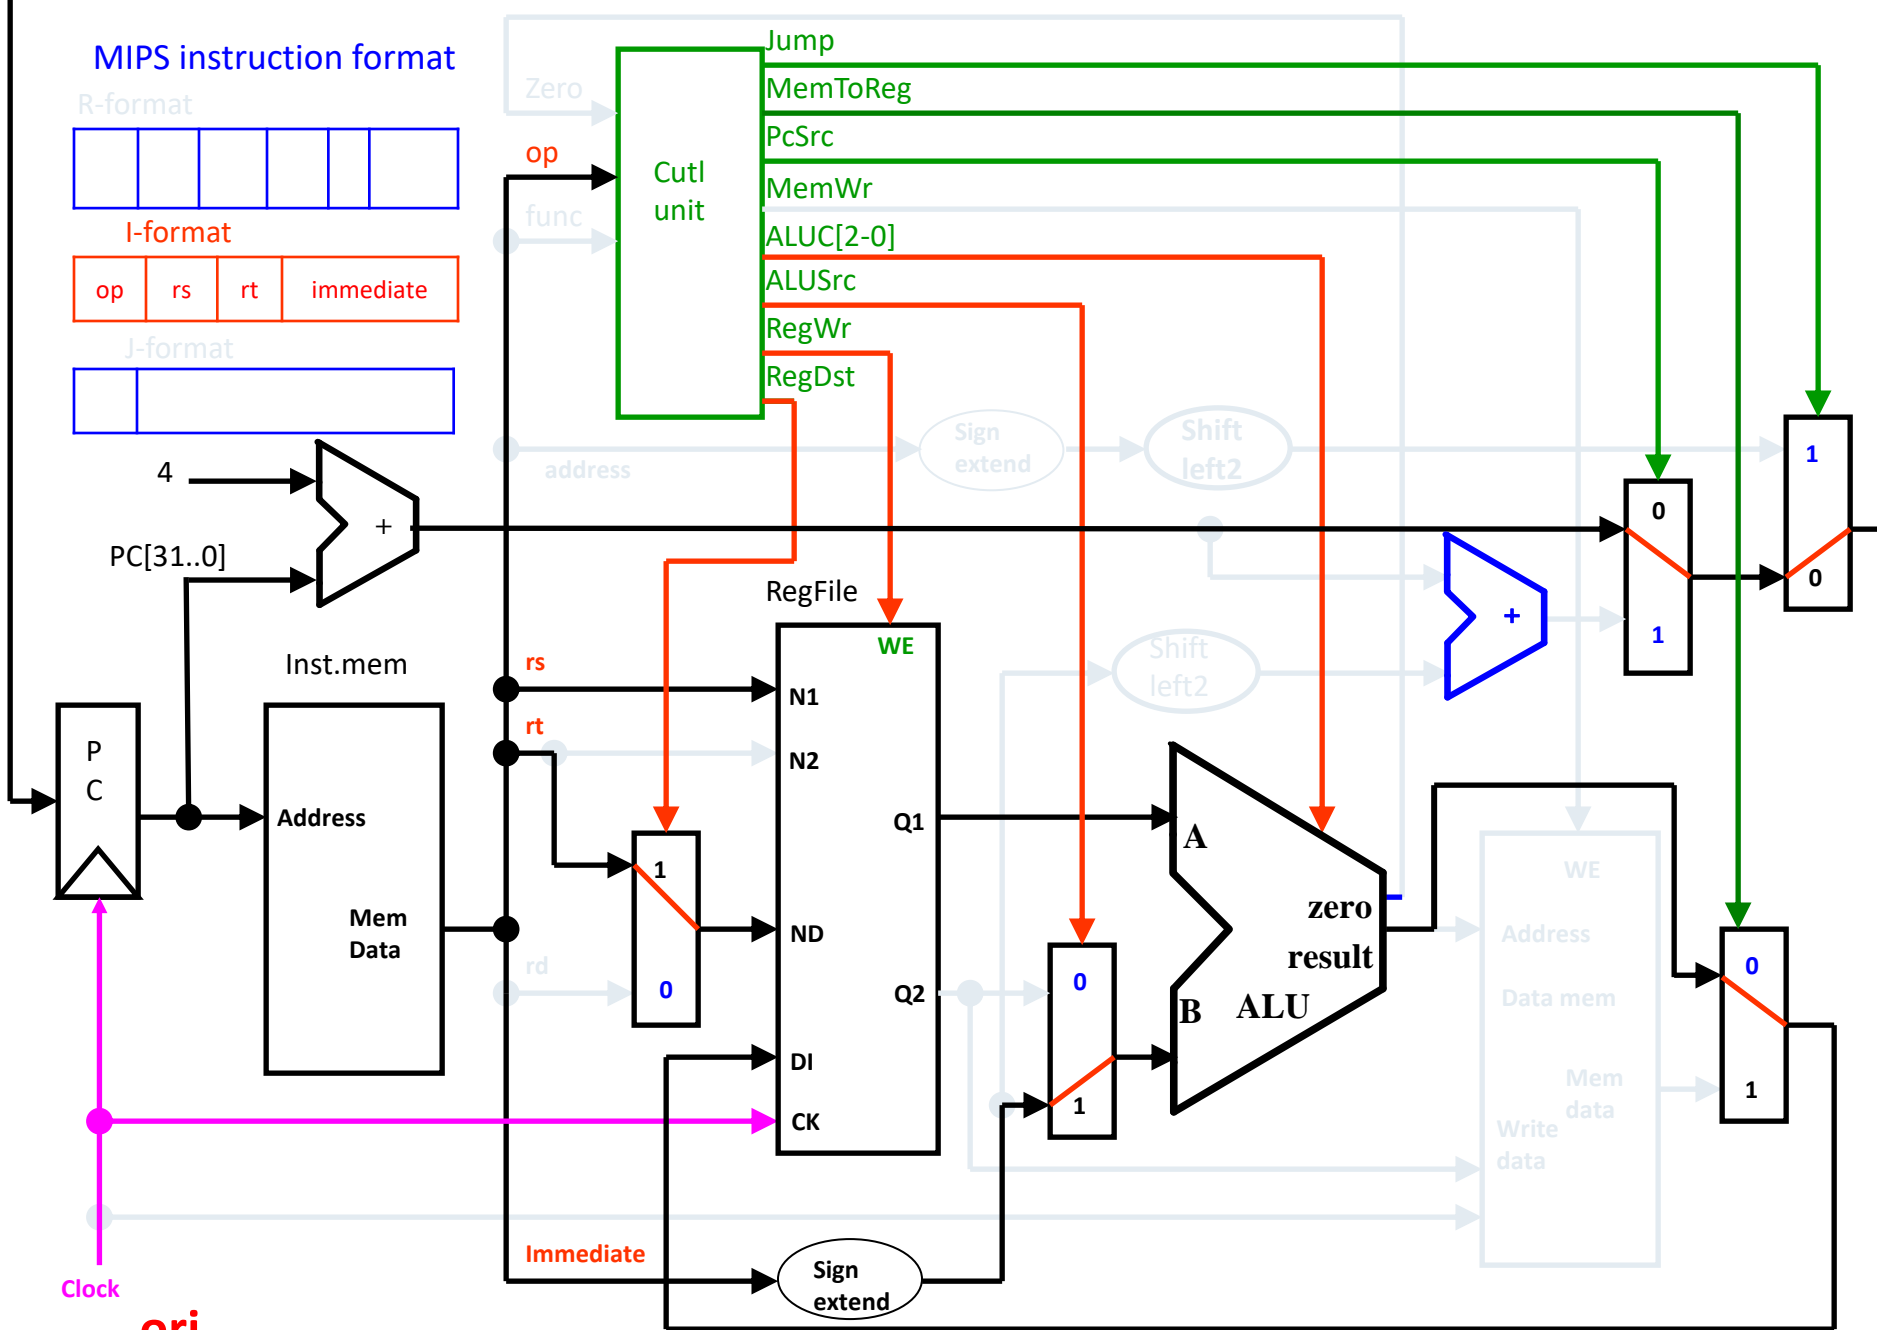 MIPS instruction format
R-format
I-format
op rs rt immediate
J-format
Zero
op
func
Cutl
unit
Jump
MemToReg
PcSrc
MemWr
ALUC[2-0]
ALUSrc
RegWr
RegDst
address
Sign
extend
Shift
left2
1
0
0
1
4
PC[31..0]
+
+
Shift
left2
RegFile
WE
N1
N2
ND
DI
CK
Q1
Q2
Inst.mem
Address
Mem
Data
P
C
rs
rt
rd
1
0
0
1
A
B
zero
result
ALU
WE
Address
Data mem
Mem
data
Write
data
0
1
Immediate
Sign
extend
Clock
ori